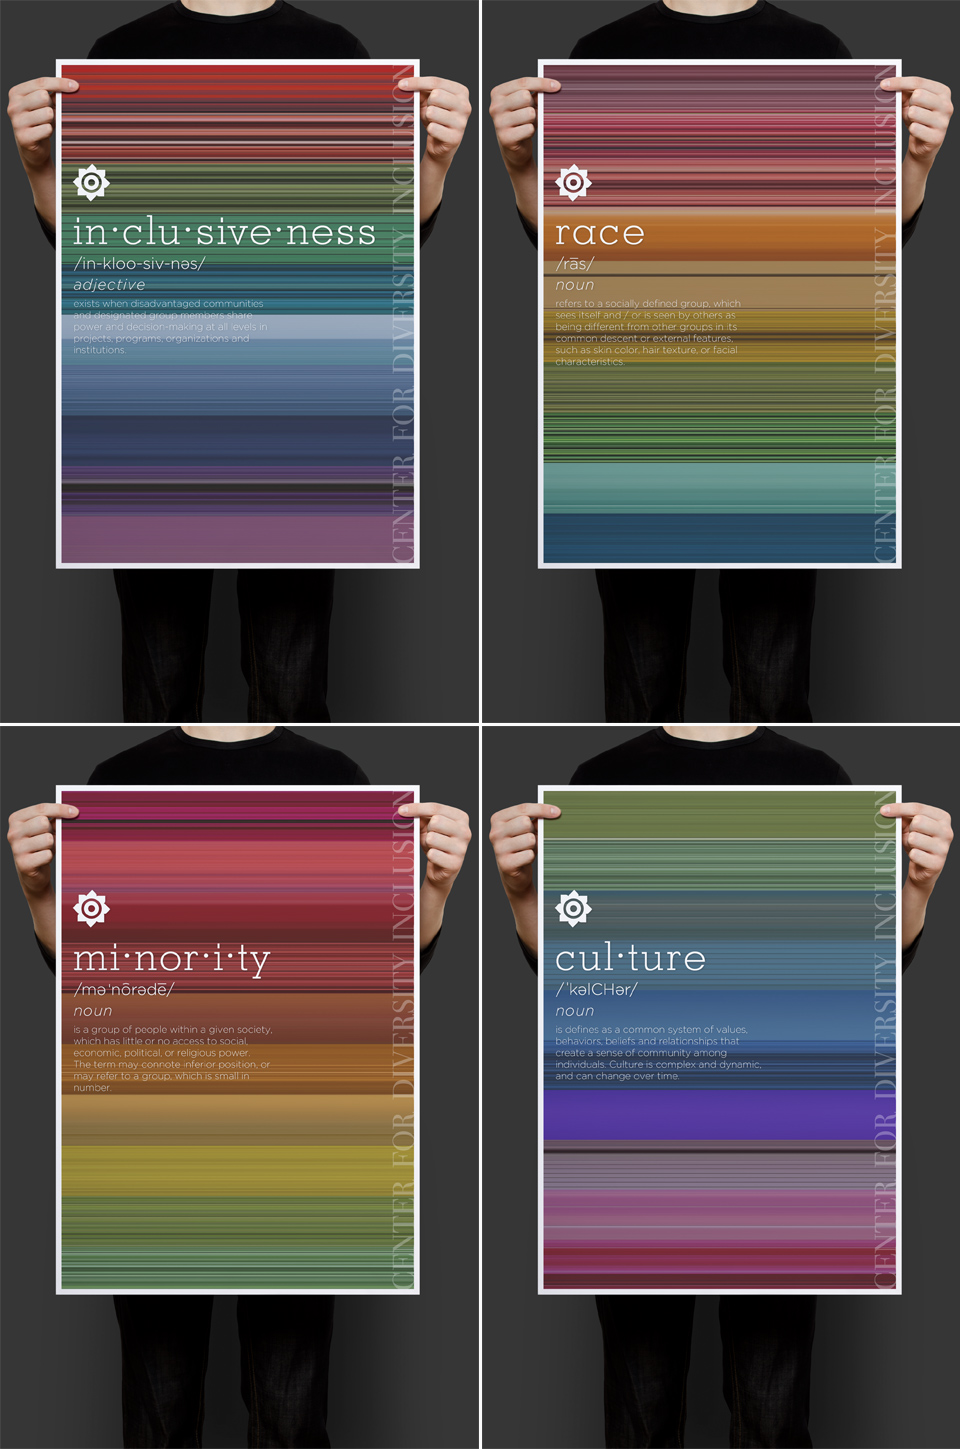 in·clu·sive·ness
/in-kloo-siv-nəs/
adjective
exists when disadvantaged communities
and designated group members share
power and decision-making at all levels in
projects, programs, organizations and
institutions.
CENTER FOR DIVERSITY INCLUSION
race
/rās/
noun
refers to a socially defined group, which
sees itself and / or is seen by others as
being different from other groups in its
common descent or external features,
such as skin color, hair texture, or facial
characteristics.
CENTER FOR DIVERSITY INCLUSION
mi·nor·i·ty
/məˈnôrədē/
noun
is a group of people within a given society,
which has little or no access to social,
economic, political, or religious power.
The term may connote inferior position, or
may refer to a group, which is small in
number.
CENTER FOR DIVERSITY INCLUSION
cul·ture
/ˈkəlCHər/
noun
is defines as a common system of values,
behaviors, beliefs and relationships that
create a sense of community among
individuals. Culture is complex and dynamic,
and can change over time.
CENTER FOR DIVERSITY INCLUSION